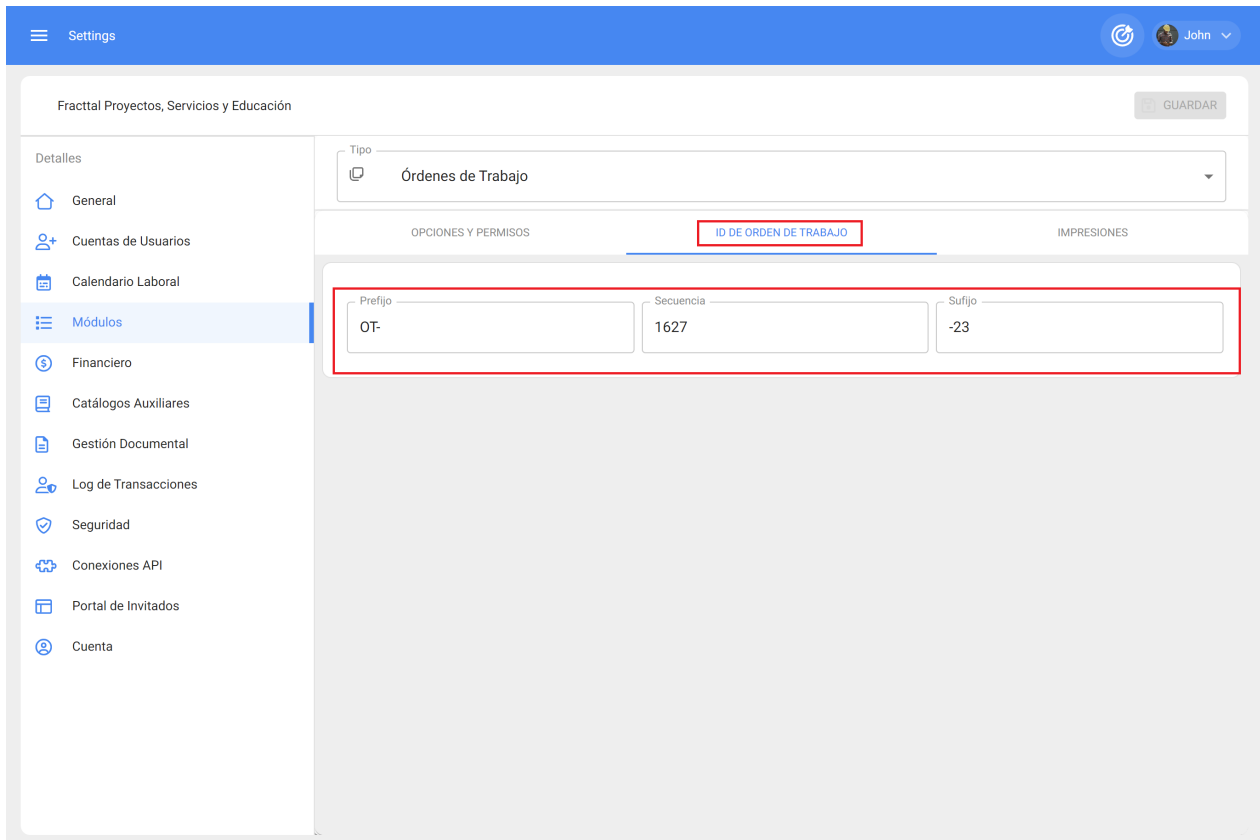 Settings
John
Fracttal Proyectos, Servicios y Educación
GUARDAR
Detalles
General
Cuentas de Usuarios
Calendario Laboral
Módulos
Financiero
Catálogos Auxiliares
Gestión Documental
Log de Transacciones
Seguridad
Conexiones API
Portal de Invitados
Cuenta
Tipo
Órdenes de Trabajo
OPCIONES Y PERMISOS
ID DE ORDEN DE TRABAJO
IMPRESIONES
Prefijo
OT-
Secuencia
1627
Sufijo
-23